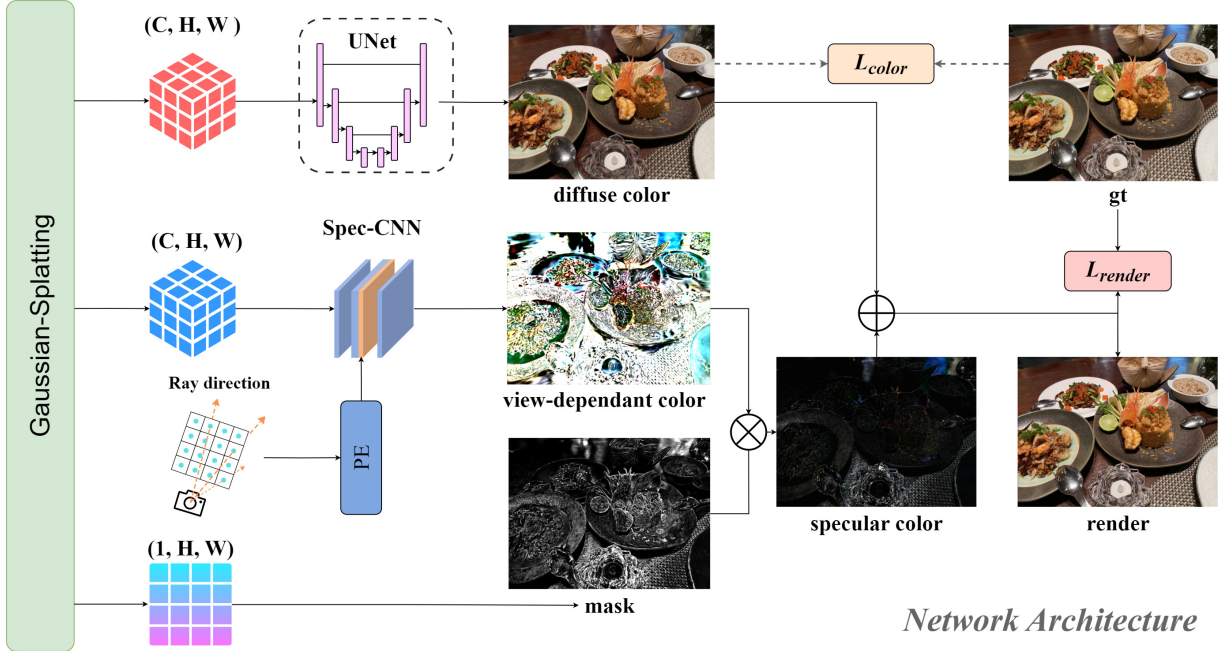 Gaussian-Splatting
(C, H, W )
UNet
diffuse color
L_color
gt
(C, H, W)
Spec-CNN
L_render
Ray direction
view-dependant color
PE
specular color
render
(1, H, W)
mask
Network Architecture